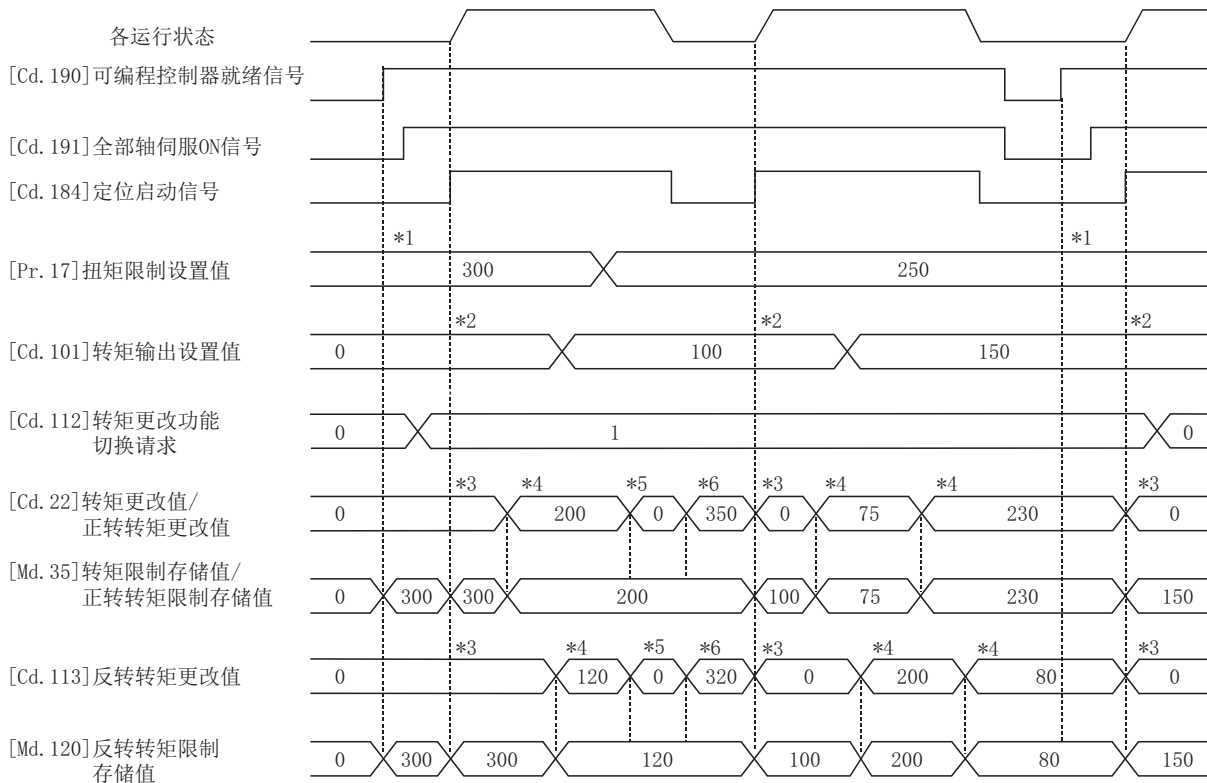 各运行状态
[Cd.190]可编程控制器就绪信号
[Cd.191]全部轴伺服ON信号
[Cd.184]定位启动信号
*1 *1
[Pr.17]扭矩限制设置值 300 250
*2 *2 *2
[Cd.101]转矩输出设置值 0 100 150
[Cd.112]转矩更改功能
切换请求 0 1 0
*3 *4 *5 *6 *3 *4 *4 *3
[Cd.22]转矩更改值/
正转转矩更改值 0 200 0 350 0 75 230 0
[Md.35]转矩限制存储值/
正转转矩限制存储值 0 300 300 200 100 75 230 150
*3 *4 *5 *6 *3 *4 *4 *3
[Cd.113]反转转矩更改值 0 120 0 320 0 200 80 0
[Md.120]反转转矩限制
存储值 0 300 300 120 100 200 80 150